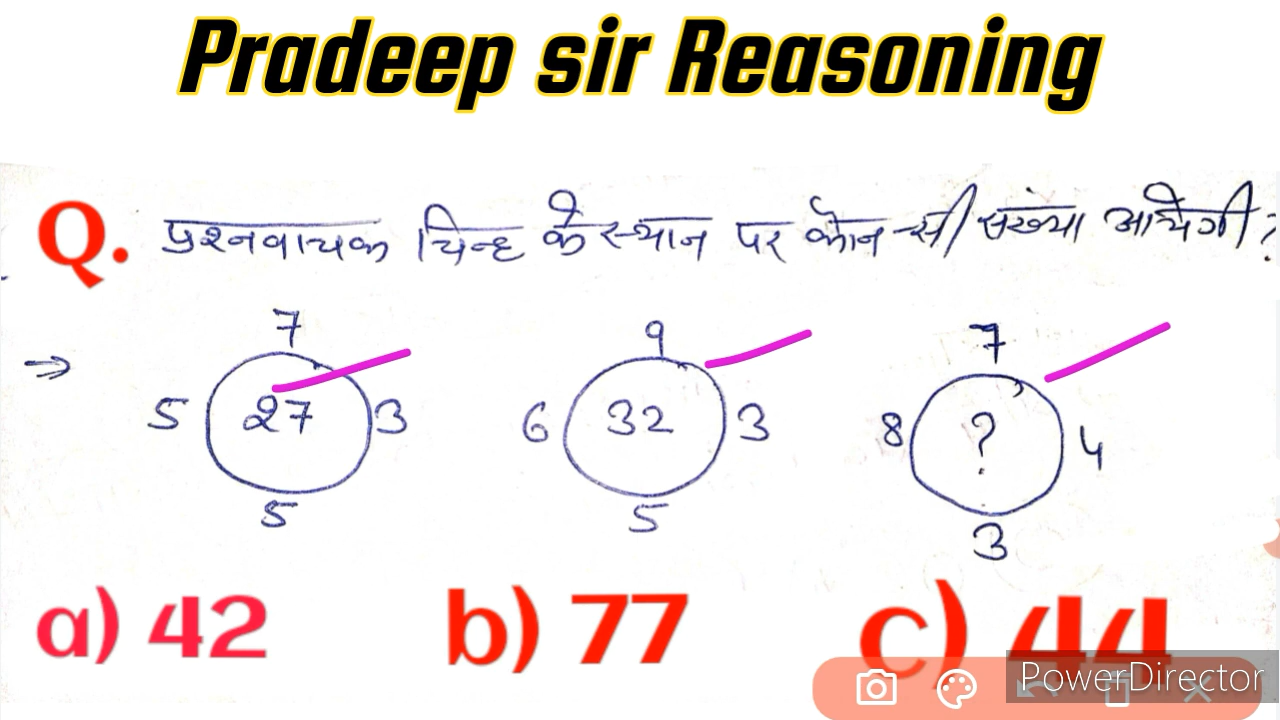 Pradeep sir Reasoning
Q. प्रश्नवाचक चिन्ह के स्थान पर कौन-सी संख्या आयेगी?
⇒ 7 9 7
5 27 3 6 32 3 8 ? 4
5 5 3
a) 42 b) 77 c) 44
PowerDirector